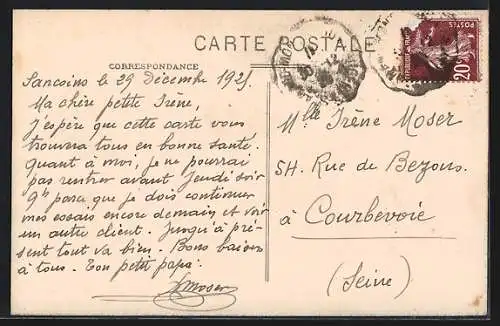 CARTE POSTALE
CORRESPONDANCE
Sancoins le 29 Décembre 1925
Ma chère petite Irène,
J'espère que cette carte vous
trouvera tous en bonne santé.
Quant à moi, je ne pourrai
pas rentrer avant Jeudi soir
9h parce que je dois continuer
mes essais encore demain et voir
un autre client. Jusqu'à pré-
sent tout va bien. Bons baisers
à tous. Ton petit papa.
Moser
POSTES
20c
Mlle Irène Moser
54. Rue de Bezons.
à Courbevoie
(Seine)